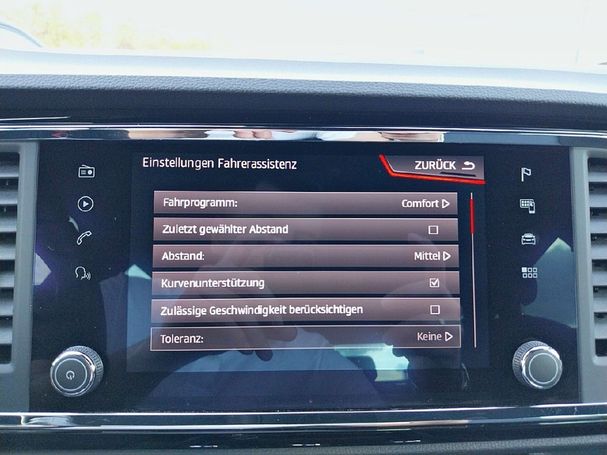 Einstellungen Fahrerassistenz
ZURÜCK
Fahrprogramm: Comfort
Zuletzt gewählter Abstand
Abstand: Mittel
Kurvenunterstützung
Zulässige Geschwindigkeit berücksichtigen
Toleranz: Keine